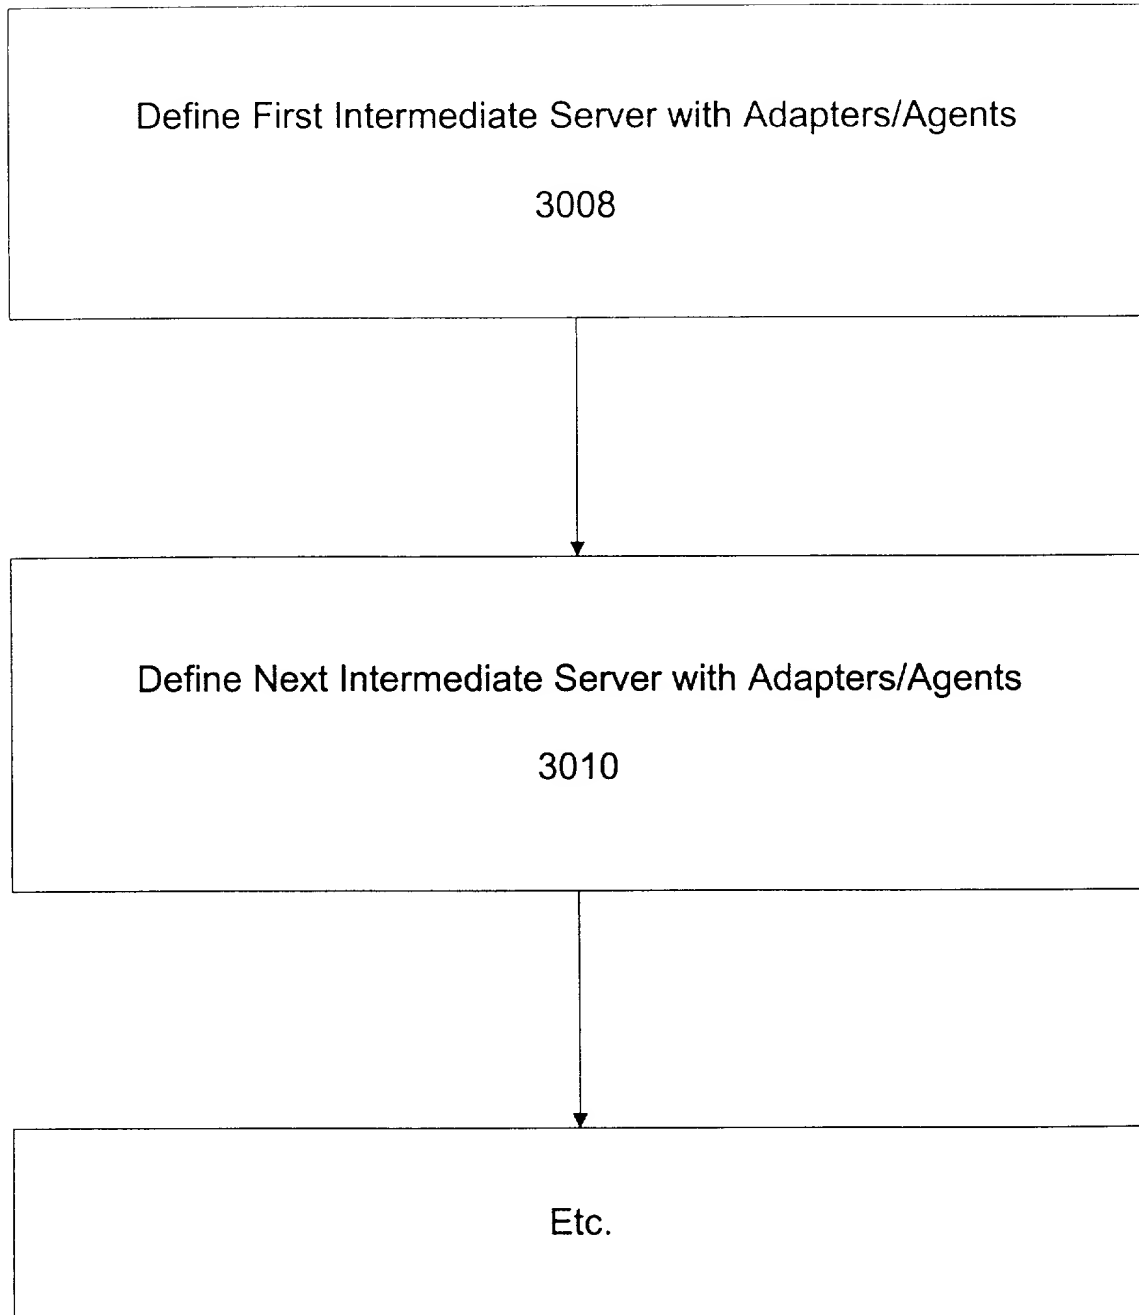 Define First Intermediate Server with Adapters/Agents
3008
Define Next Intermediate Server with Adapters/Agents
3010
Etc.